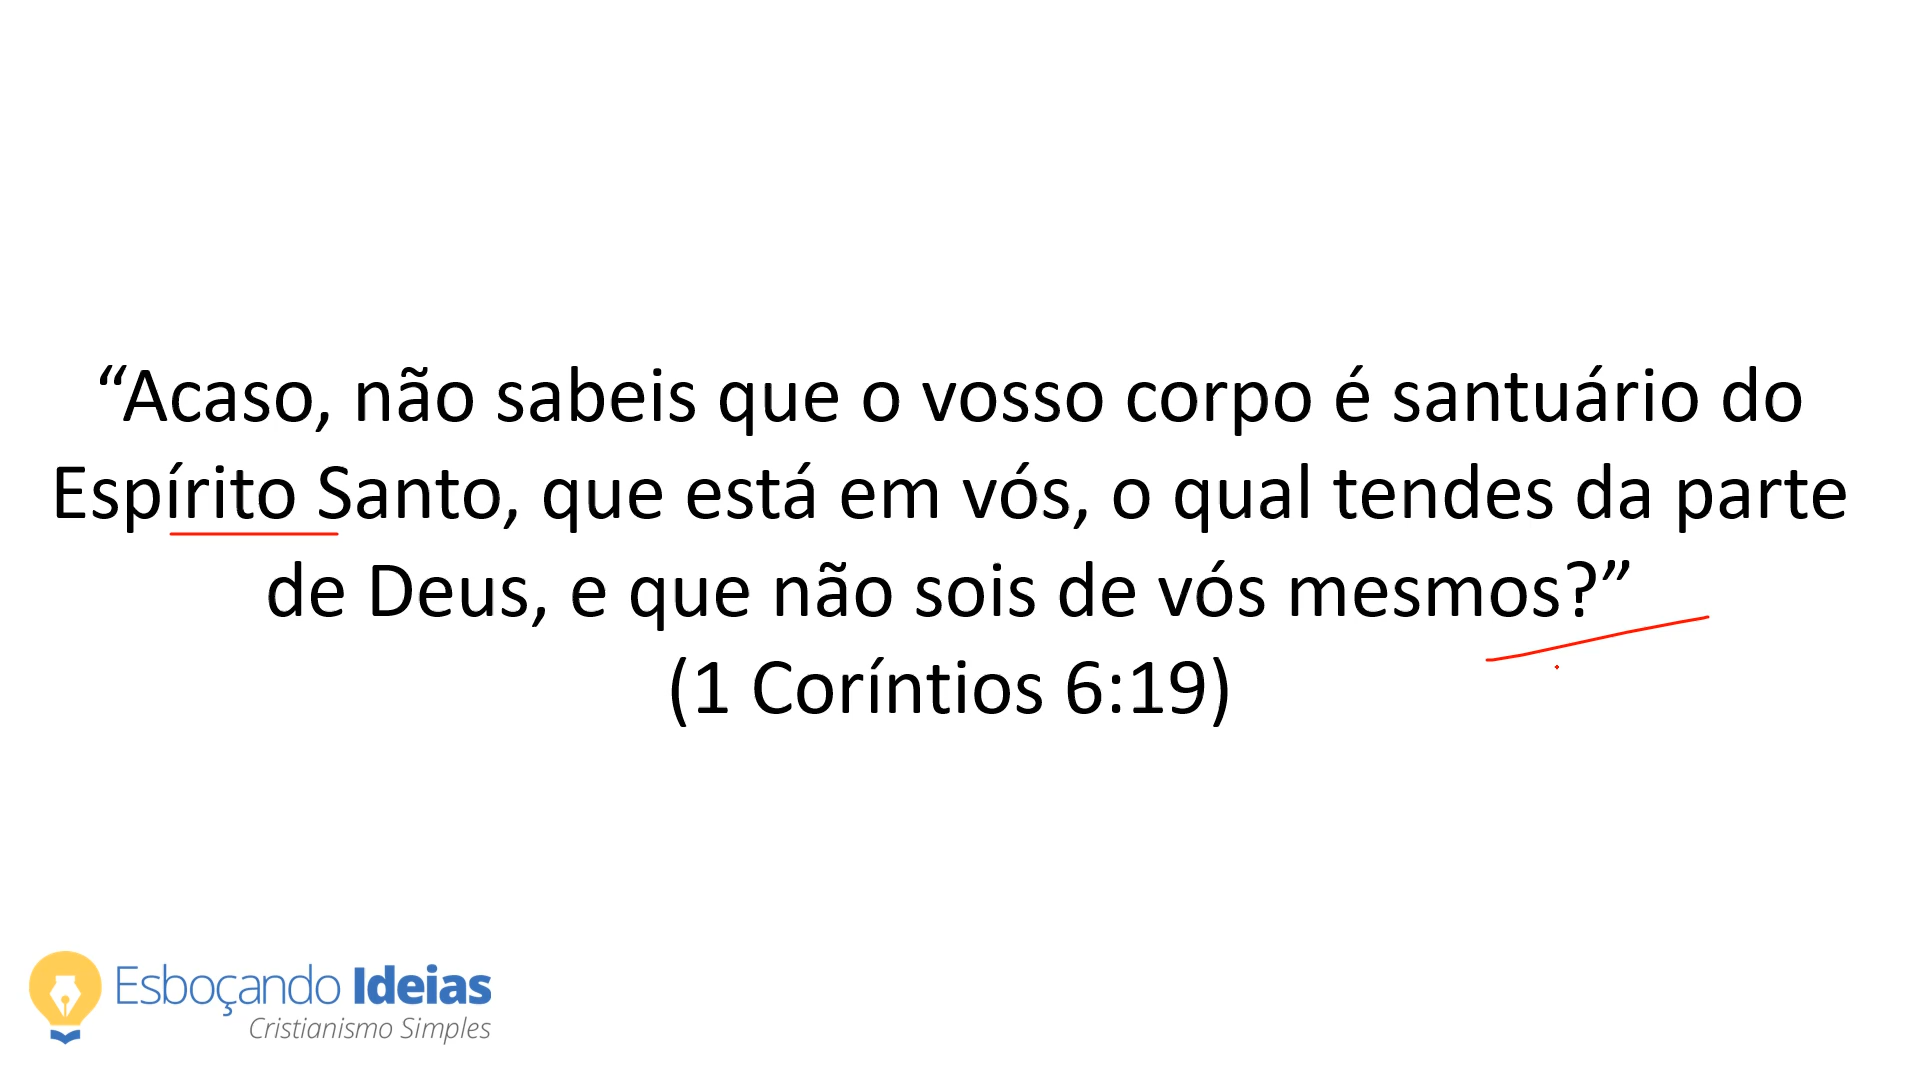 “Acaso, não sabeis que o vosso corpo é santuário do
Espírito Santo, que está em vós, o qual tendes da parte
de Deus, e que não sois de vós mesmos?”
(1 Coríntios 6:19)
Esboçando Ideias
Cristianismo Simples